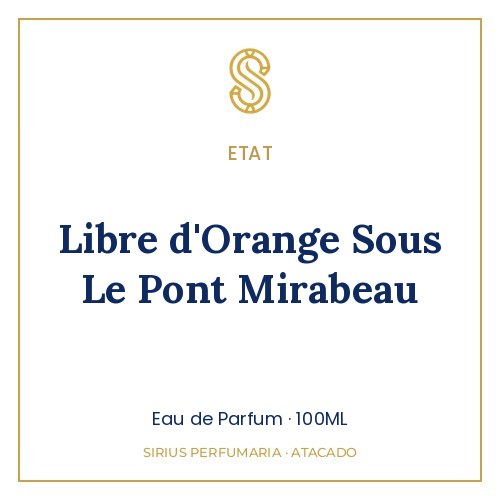 ETAT
Libre d'Orange Sous
Le Pont Mirabeau
Eau de Parfum · 100ML
SIRIUS PERFUMARIA · ATACADO